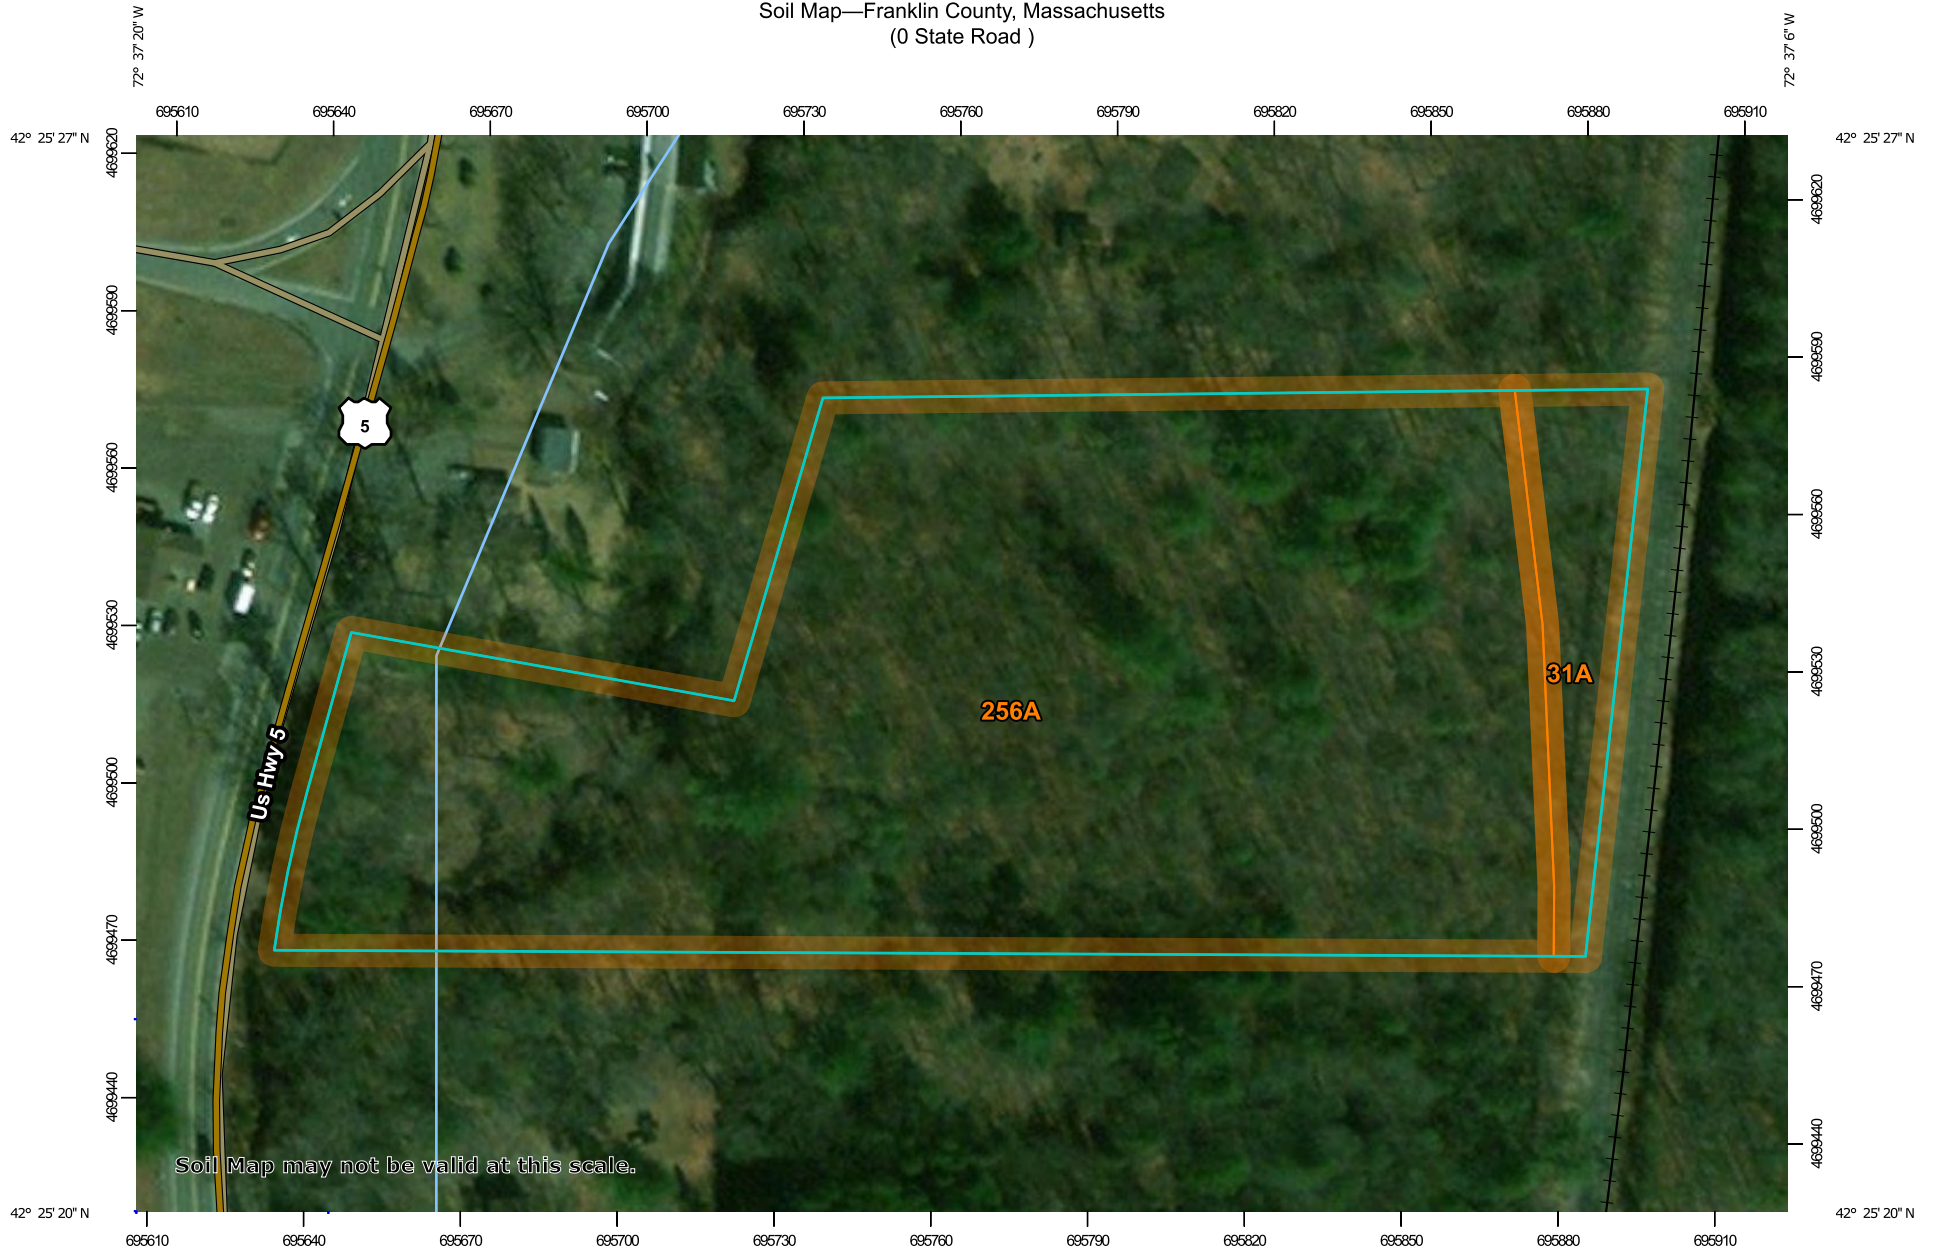 Soil Map—Franklin County, Massachusetts
(0 State Road )
72° 37' 20'' W
72° 37' 6'' W
695610 695640 695670 695700 695730 695760 695790 695820 695850 695880 695910
42° 25' 27'' N
42° 25' 27'' N
4699620
4699620
4699590
4699590
5
4699560
4699560
4699530
4699530
31A
256A
Us Hwy 5
4699500
4699500
4699470
4699470
4699440
4699440
Soil Map may not be valid at this scale.
42° 25' 20'' N
42° 25' 20'' N
695610 695640 695670 695700 695730 695760 695790 695820 695850 695880 695910